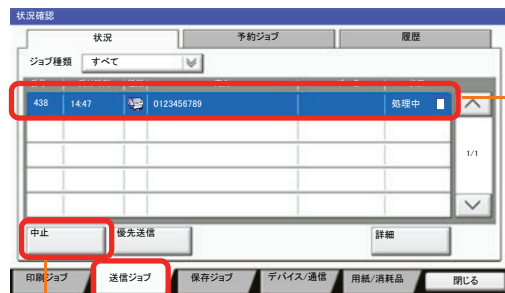 状況確認
状況 予約ジョブ 履歴
ジョブ種類 すべて
438 14:47 0123456789 処理中
1/1
中止 優先送信 詳細
印刷ジョブ 送信ジョブ 保存ジョブ デバイス/通信 用紙/消耗品 閉じる